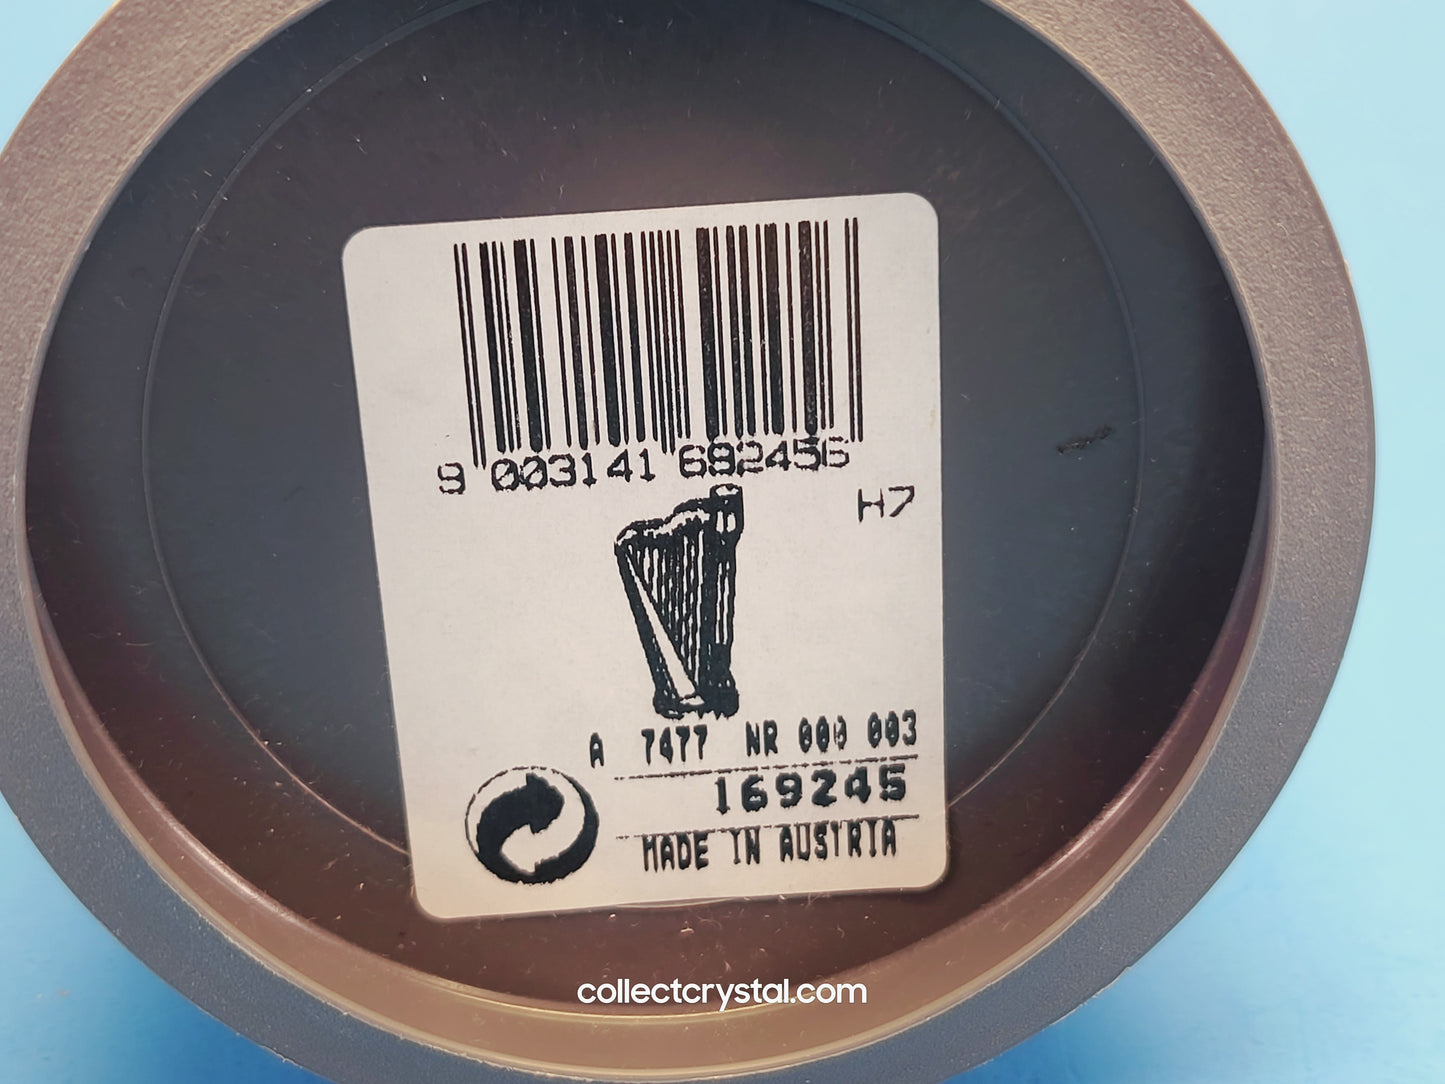 9 003141 692456
H7
A 7477 NR 000 003
169245
MADE IN AUSTRIA
collectcrystal.com